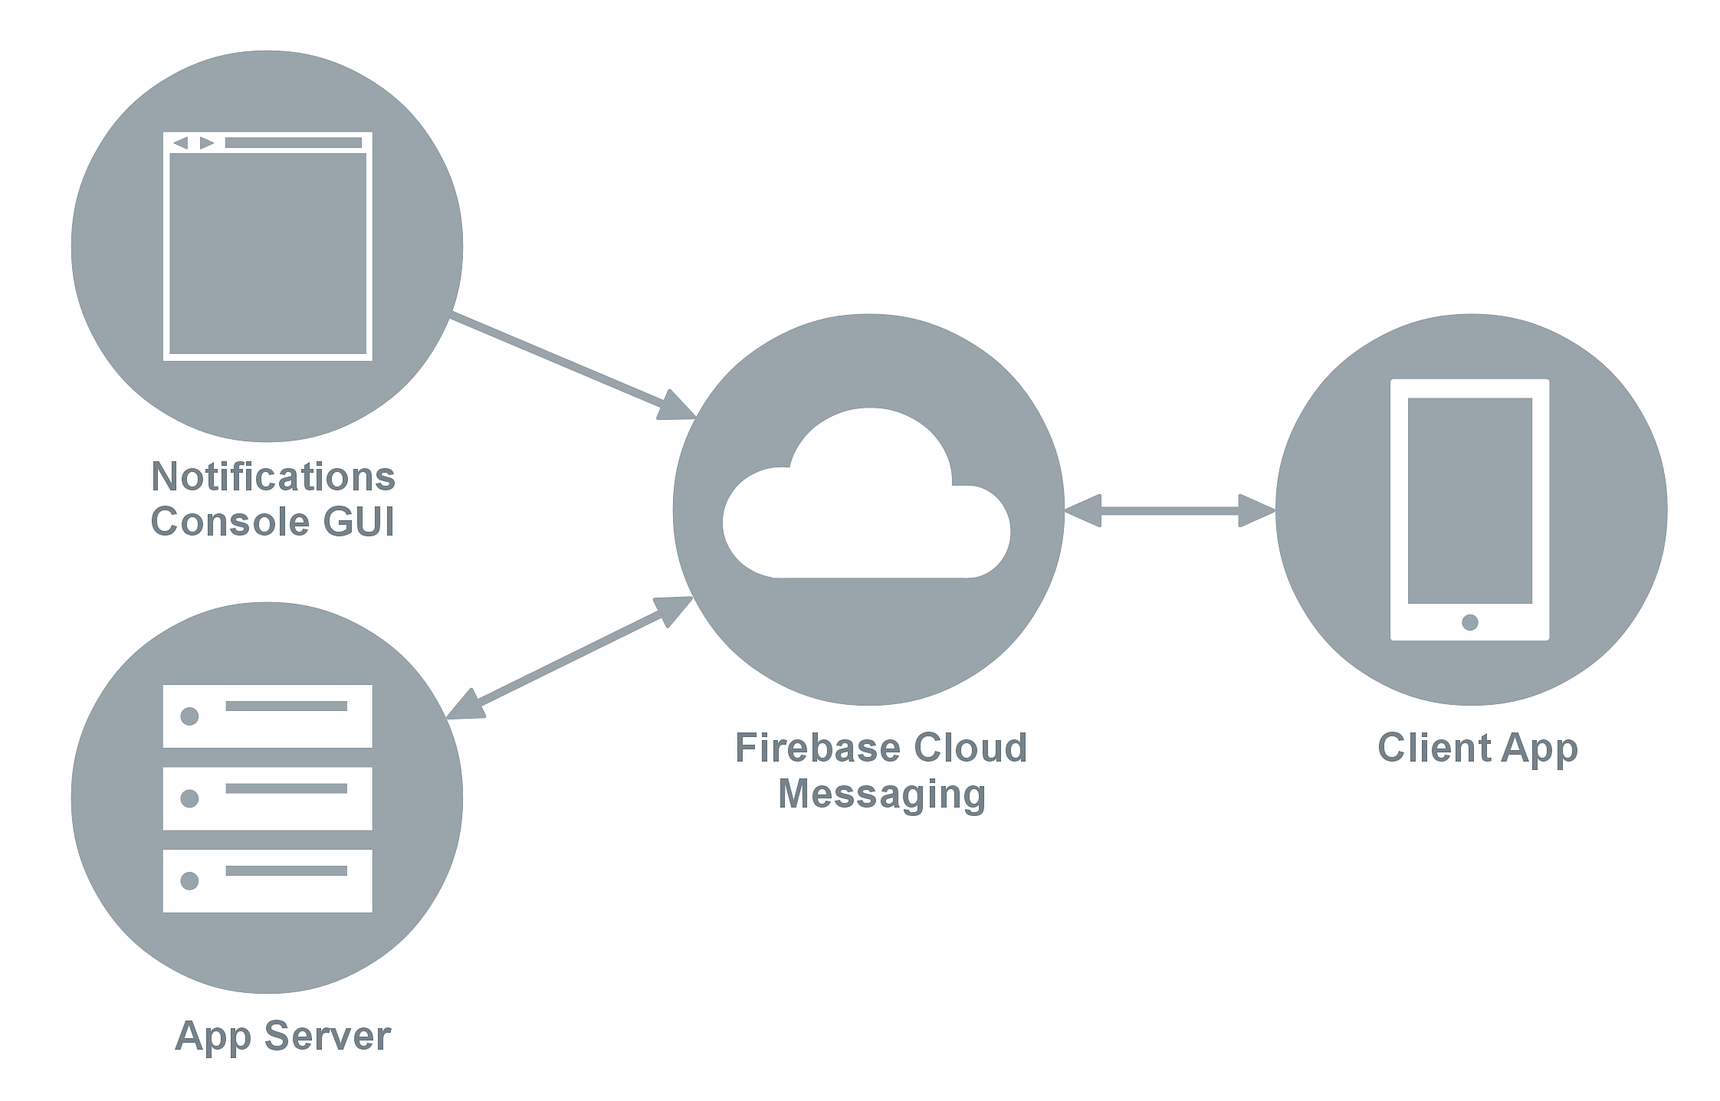 Notifications
Console GUI
Firebase Cloud
Messaging
Client App
App Server